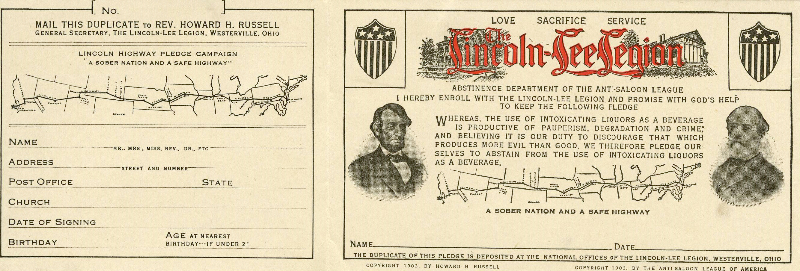 No.
MAIL THIS DUPLICATE TO REV. HOWARD H. RUSSELL
GENERAL SECRETARY, THE LINCOLN-LEE LEGION, WESTERVILLE, OHIO
LINCOLN HIGHWAY PLEDGE CAMPAIGN
"A SOBER NATION AND A SAFE HIGHWAY"
NAME
MR., MRS., MISS, REV., DR., ETC
ADDRESS
STREET AND NUMBER
POST OFFICE STATE
CHURCH
DATE OF SIGNING
BIRTHDAY AGE AT NEAREST
BIRTHDAY—IF UNDER 21
LOVE SACRIFICE SERVICE
The
Lincoln-Lee Legion
ABSTINENCE DEPARTMENT OF THE ANTI-SALOON LEAGUE
I HEREBY ENROLL WITH THE LINCOLN-LEE LEGION AND PROMISE WITH GOD'S HELP
TO KEEP THE FOLLOWING PLEDGE
WHEREAS, THE USE OF INTOXICATING LIQUORS AS A BEVERAGE
IS PRODUCTIVE OF PAUPERISM, DEGRADATION AND CRIME;
AND BELIEVING IT IS OUR DUTY TO DISCOURAGE THAT WHICH
PRODUCES MORE EVIL THAN GOOD, WE THEREFORE PLEDGE OUR
SELVES TO ABSTAIN FROM THE USE OF INTOXICATING LIQUORS
AS A BEVERAGE.
A SOBER NATION AND A SAFE HIGHWAY
NAME DATE
THE DUPLICATE OF THIS PLEDGE IS DEPOSITED AT THE NATIONAL OFFICES OF THE LINCOLN-LEE LEGION, WESTERVILLE, OHIO
COPYRIGHT 1903, BY HOWARD H. RUSSELL COPYRIGHT 1903, BY THE ANTI-SALOON LEAGUE OF AMERICA